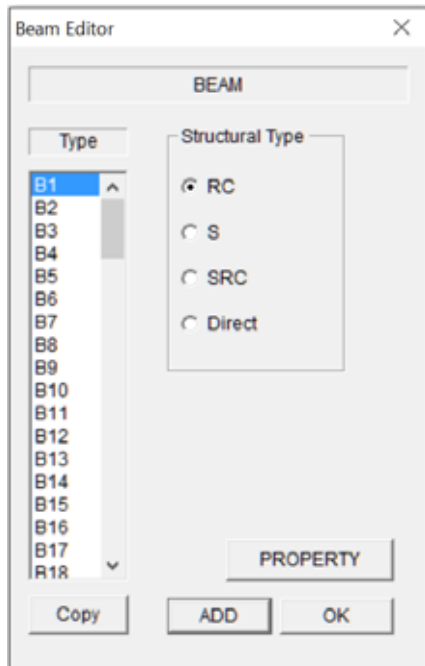 Beam Editor
BEAM
Type
Structural Type
B1
B2
B3
B4
B5
B6
B7
B8
B9
B10
B11
B12
B13
B14
B15
B16
B17
B18
RC
S
SRC
Direct
PROPERTY
Copy
ADD
OK